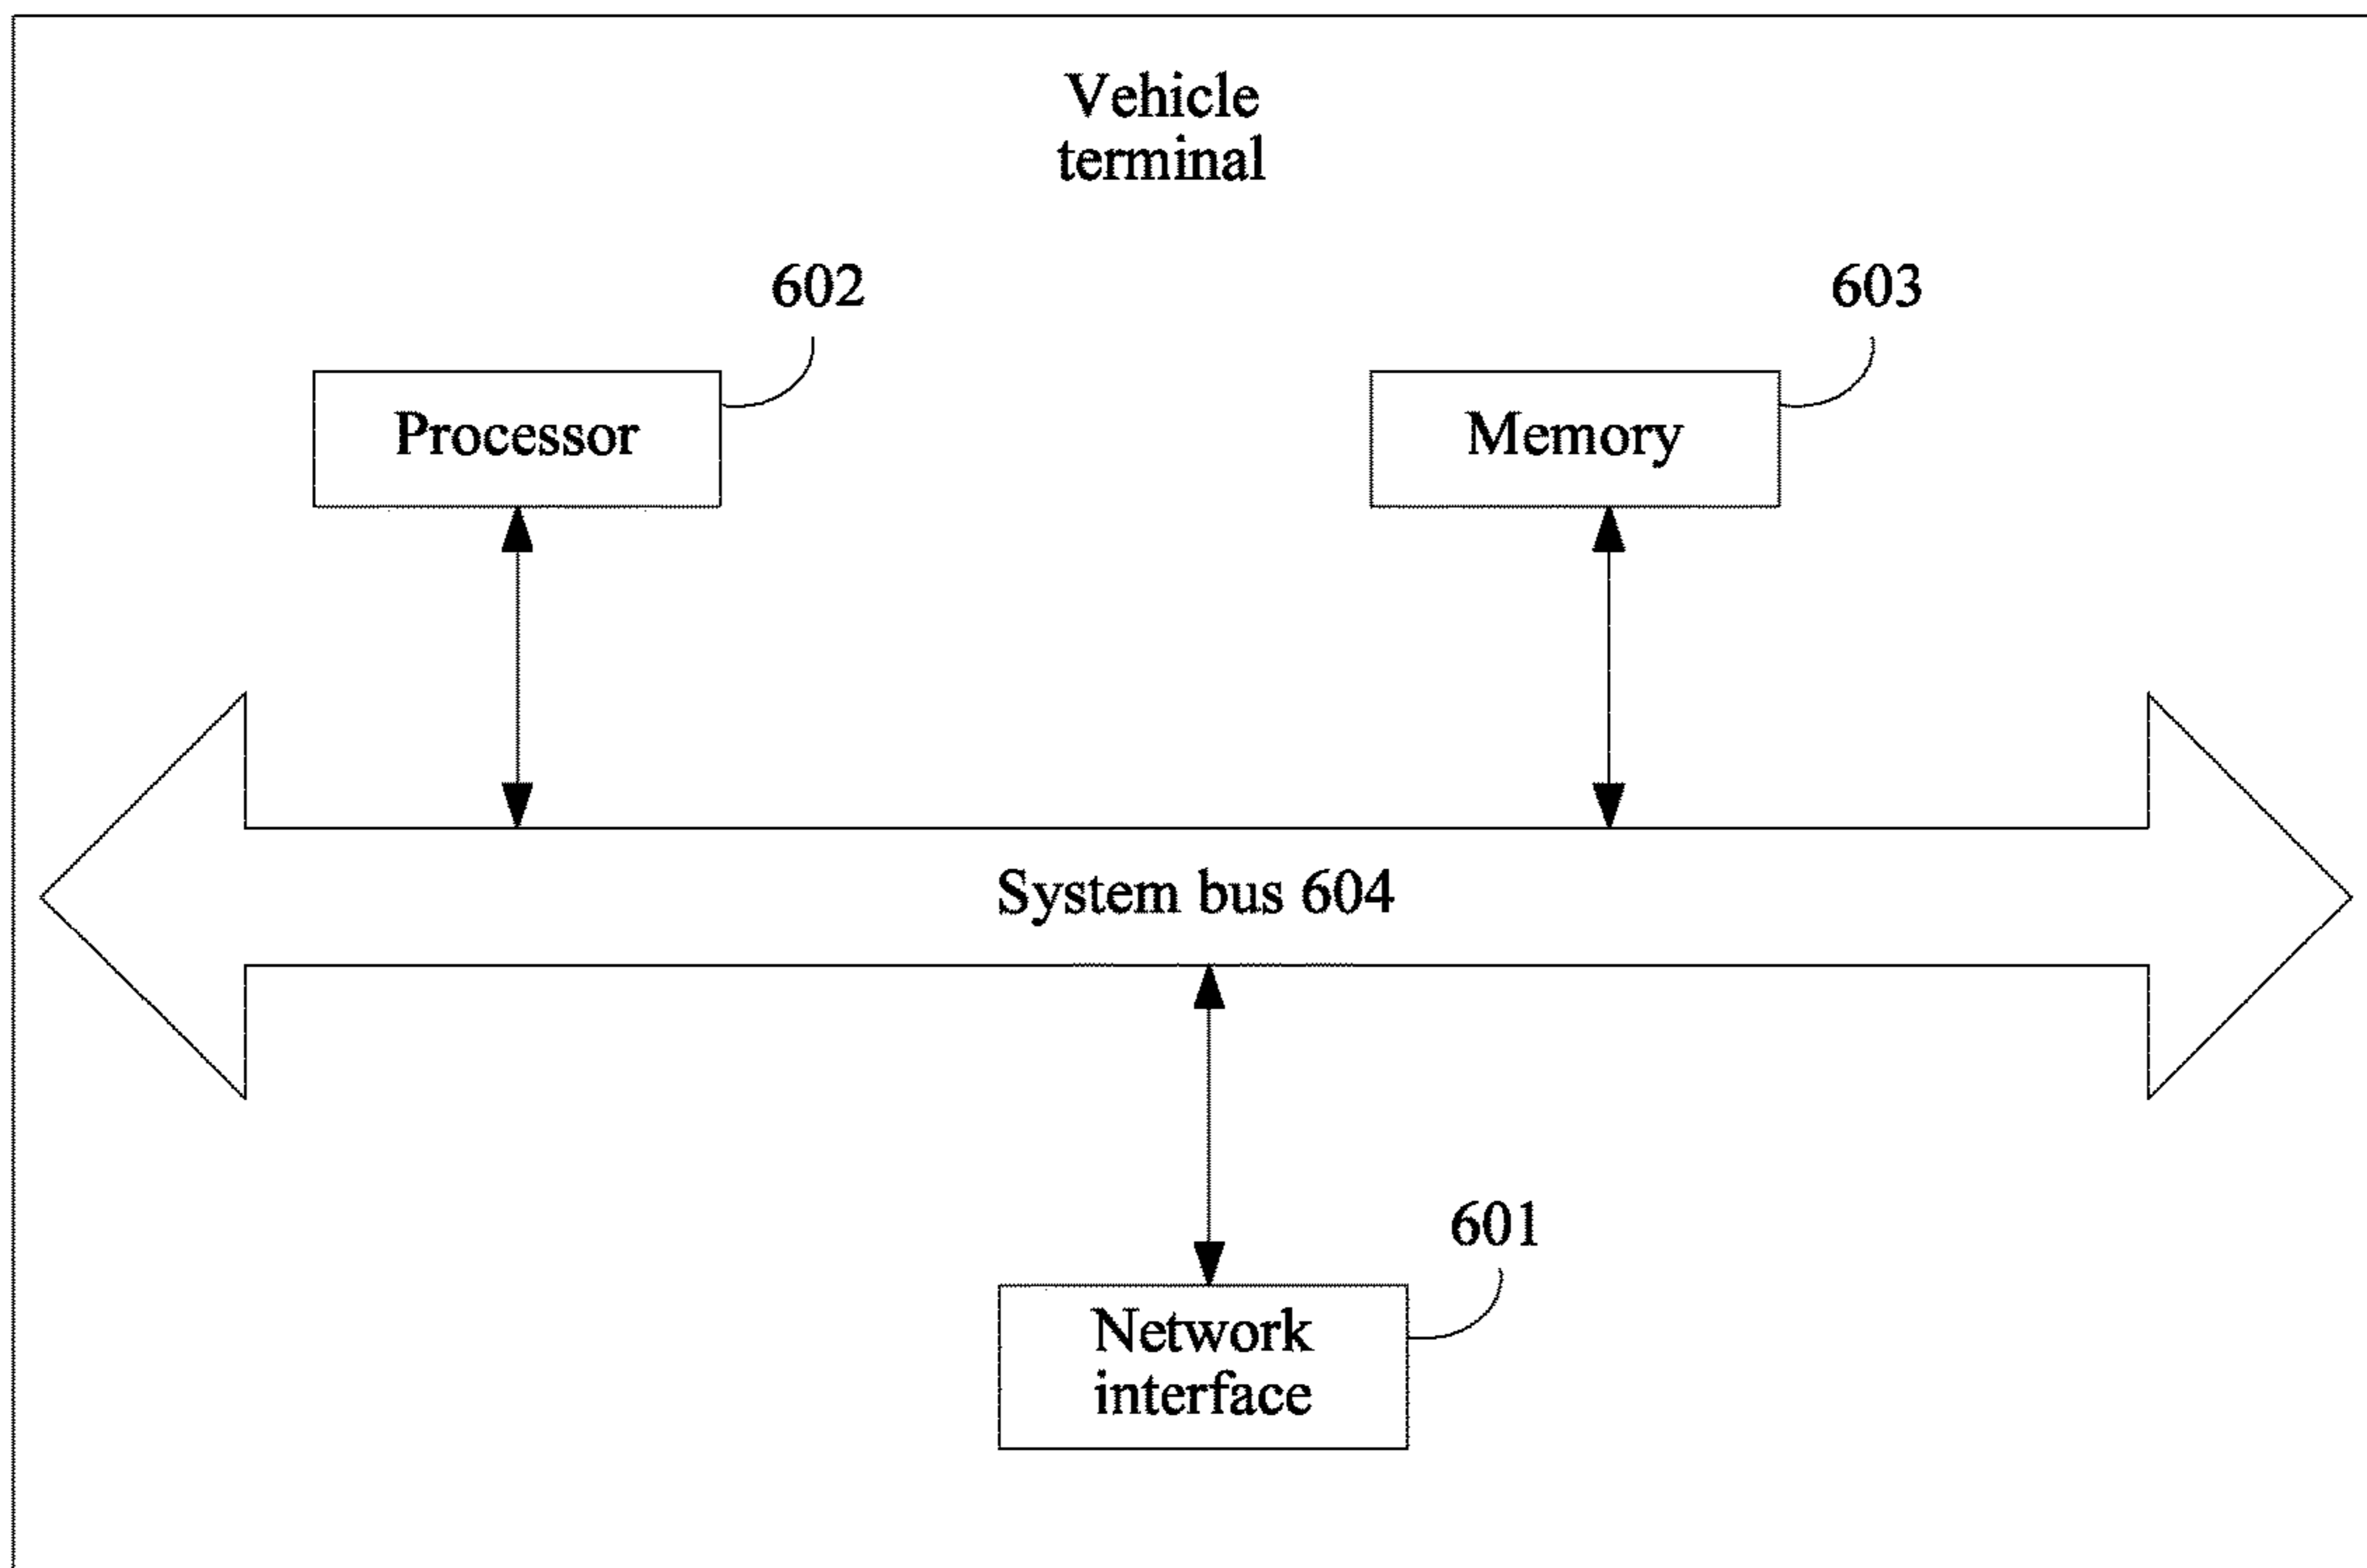 Vehicle
terminal
602
603
Processor
Memory
System bus 604
601
Network
interface